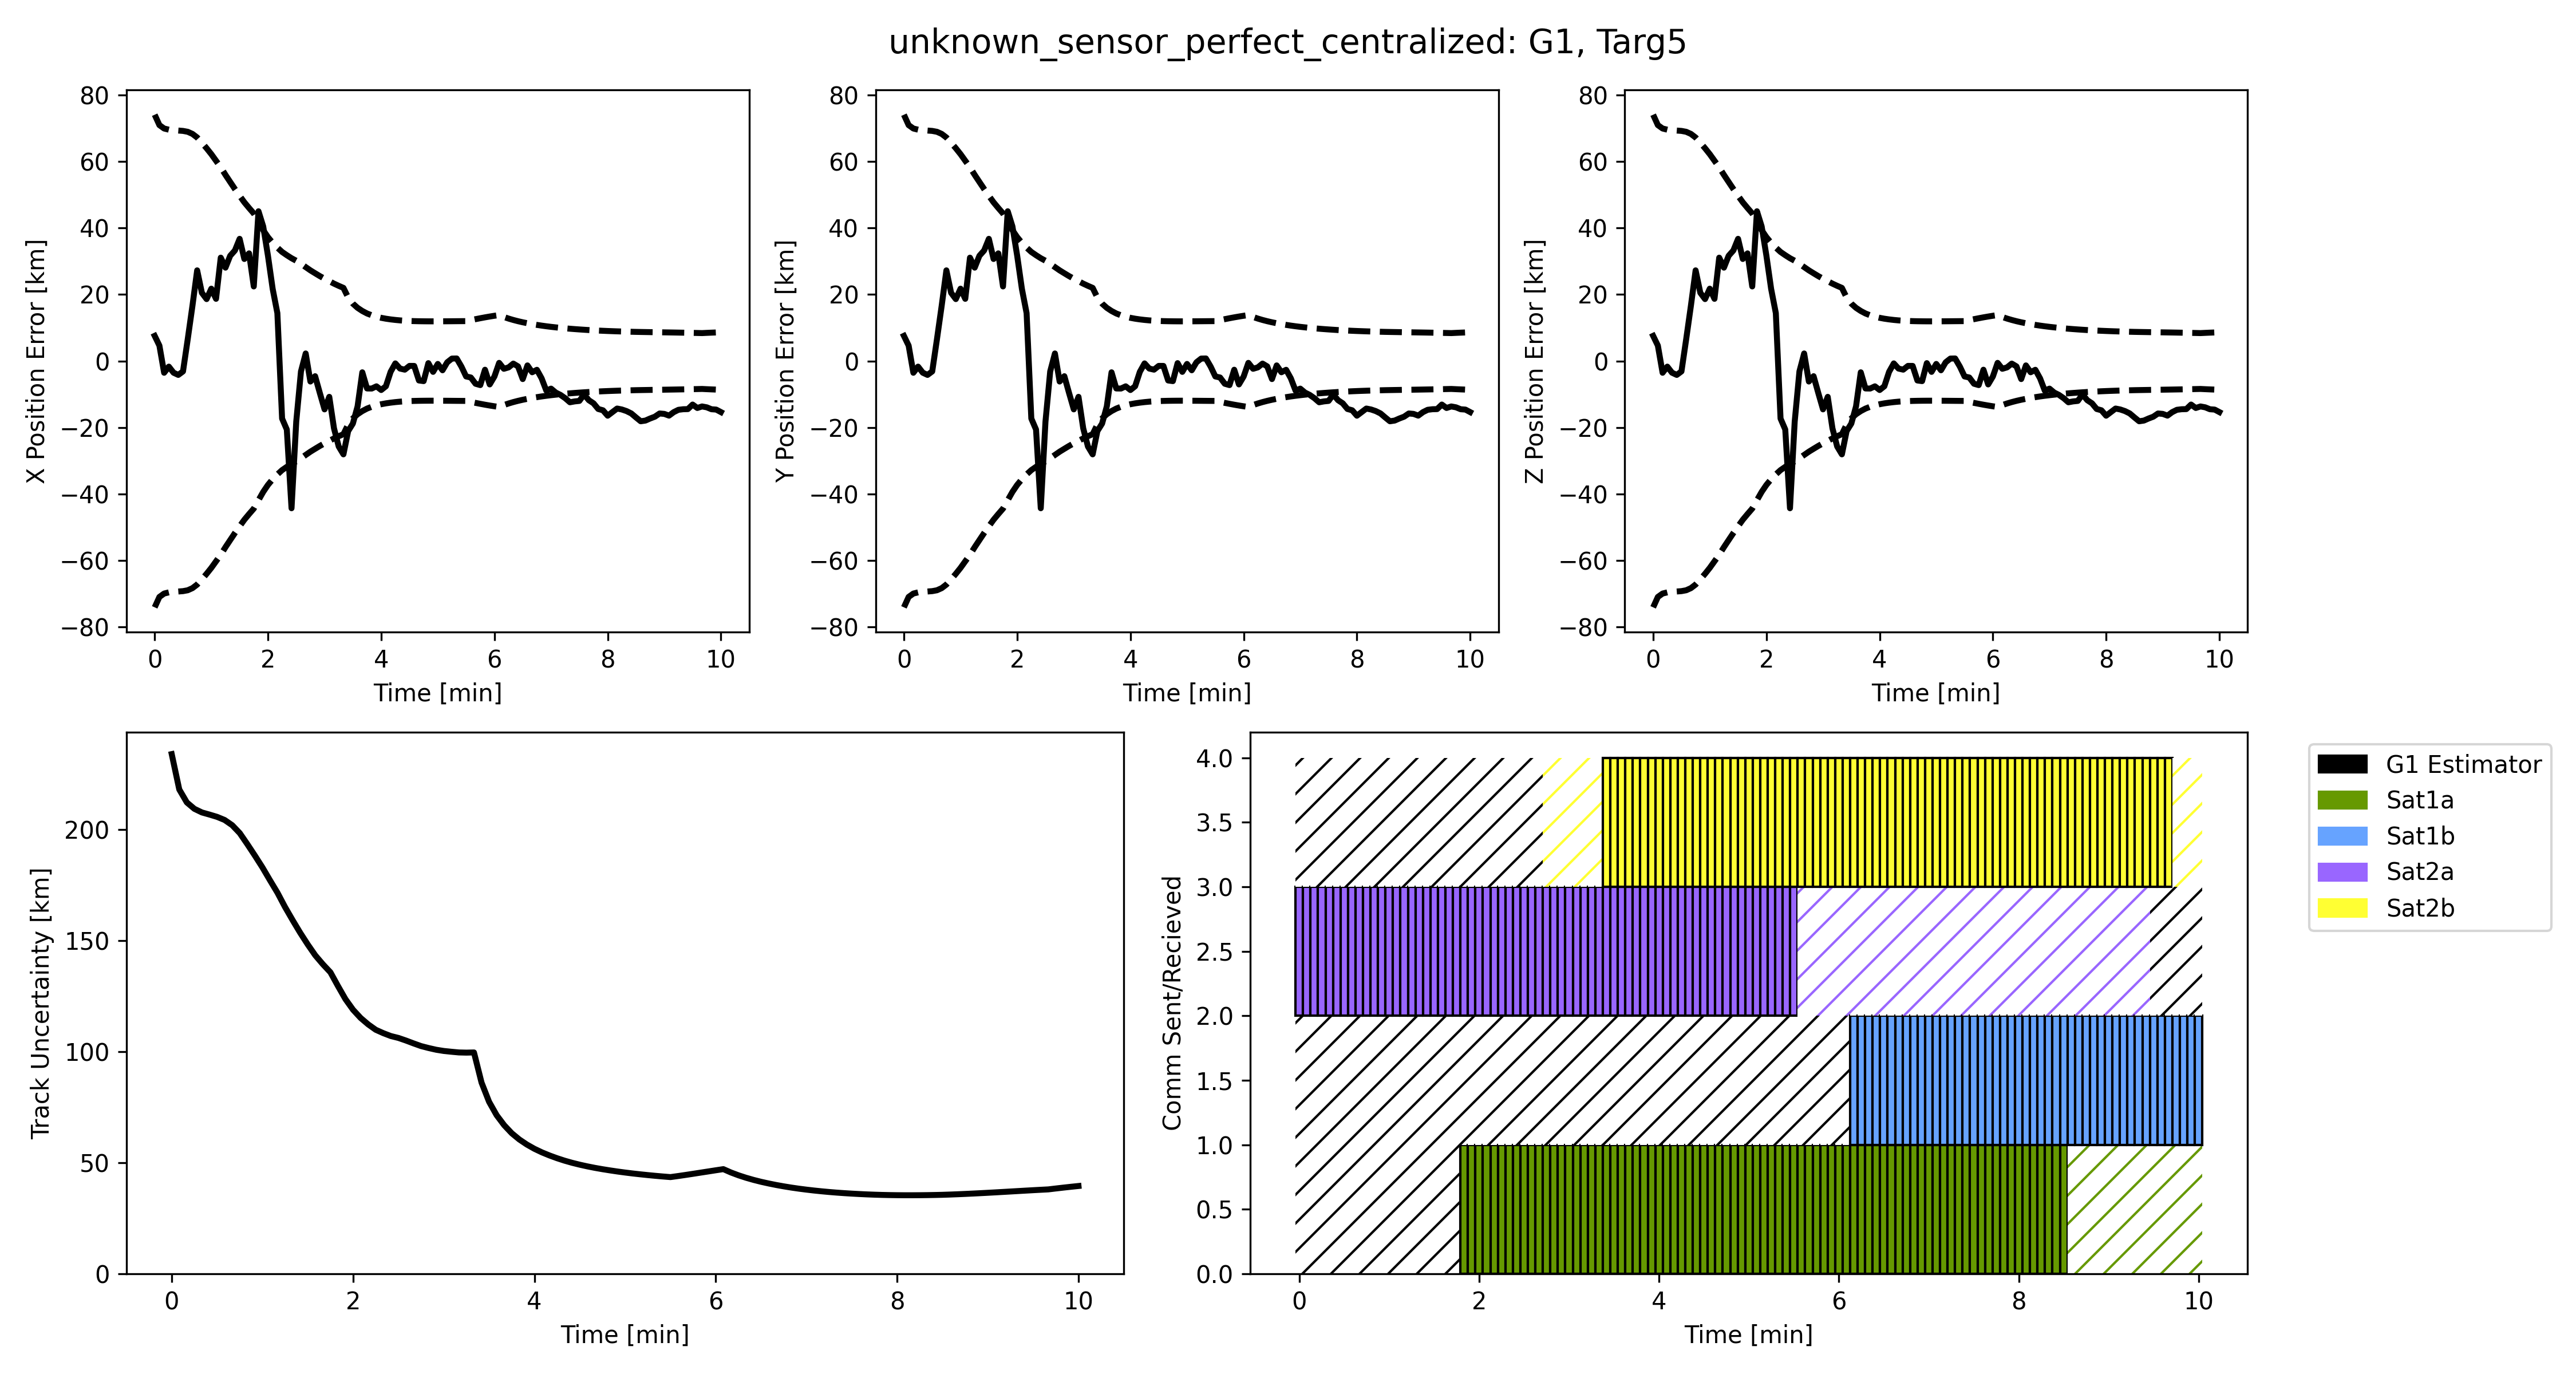 unknown_sensor_perfect_centralized: G1, Targ5
80
60
40
20
0
−20
−40
−60
−80
X Position Error [km]
0 2 4 6 8 10
Time [min]
80
60
40
20
0
−20
−40
−60
−80
Y Position Error [km]
0 2 4 6 8 10
Time [min]
80
60
40
20
0
−20
−40
−60
−80
Z Position Error [km]
0 2 4 6 8 10
Time [min]
200
150
100
50
0
Track Uncertainty [km]
0 2 4 6 8 10
Time [min]
4.0
3.5
3.0
2.5
2.0
1.5
1.0
0.5
0.0
Comm Sent/Recieved
0 2 4 6 8 10
Time [min]
G1 Estimator
Sat1a
Sat1b
Sat2a
Sat2b